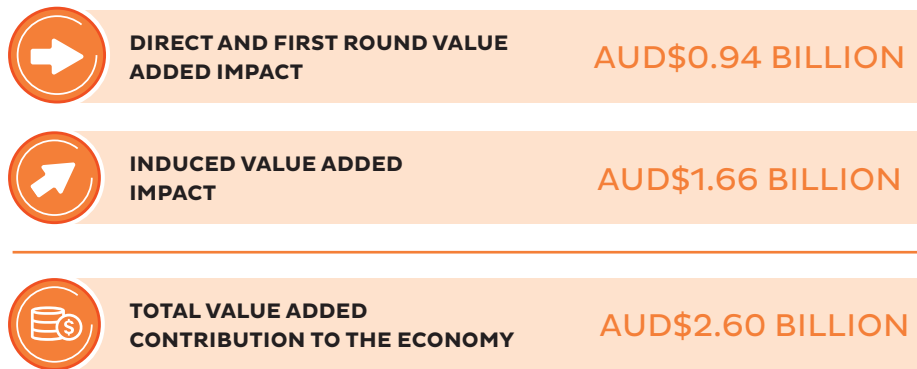 DIRECT AND FIRST ROUND VALUE
ADDED IMPACT
AUD$0.94 BILLION
INDUCED VALUE ADDED
IMPACT
AUD$1.66 BILLION
TOTAL VALUE ADDED
CONTRIBUTION TO THE ECONOMY
AUD$2.60 BILLION
$